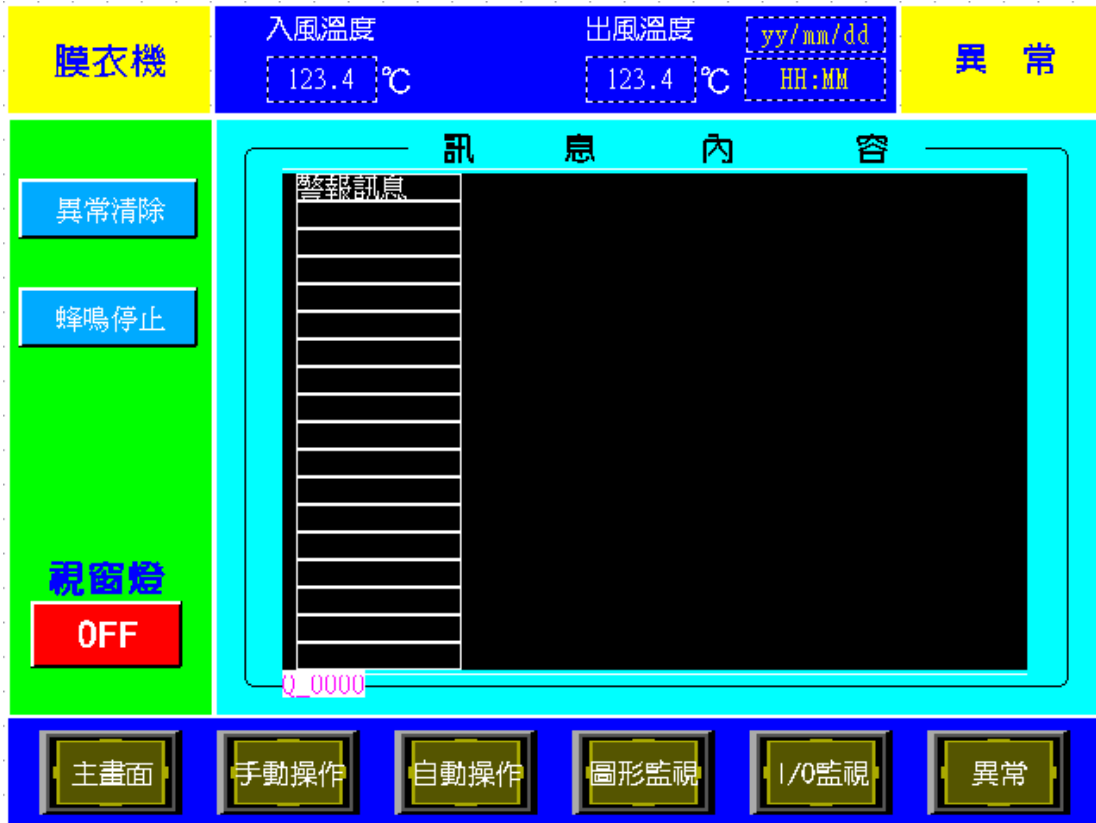 膜衣機
入風溫度
123.4 ℃
出風溫度
123.4 ℃
yy/mm/dd
HH:MM
異 常
訊 息 內 容
異常清除
蜂鳴停止
視窗燈
OFF
警報訊息
Q_0000
主畫面
手動操作
自動操作
圖形監視
I/O監視
異常